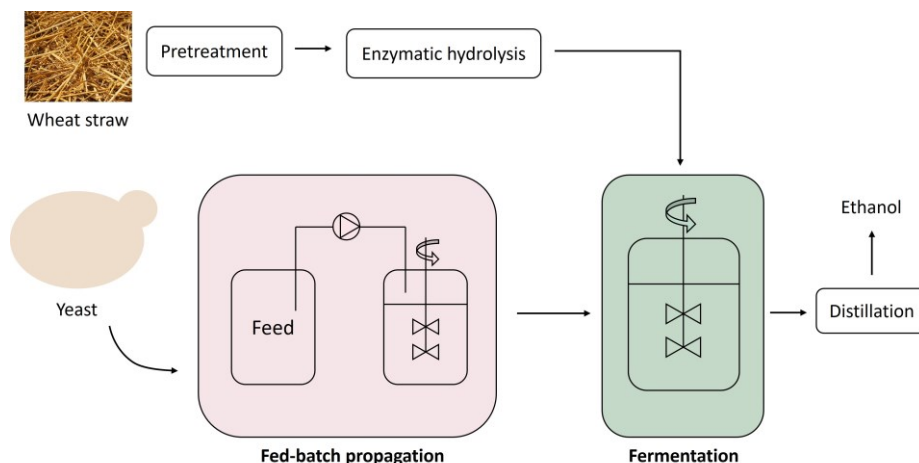 Pretreatment
Enzymatic hydrolysis
Wheat straw
Yeast
Feed
Fed-batch propagation
Fermentation
Ethanol
Distillation